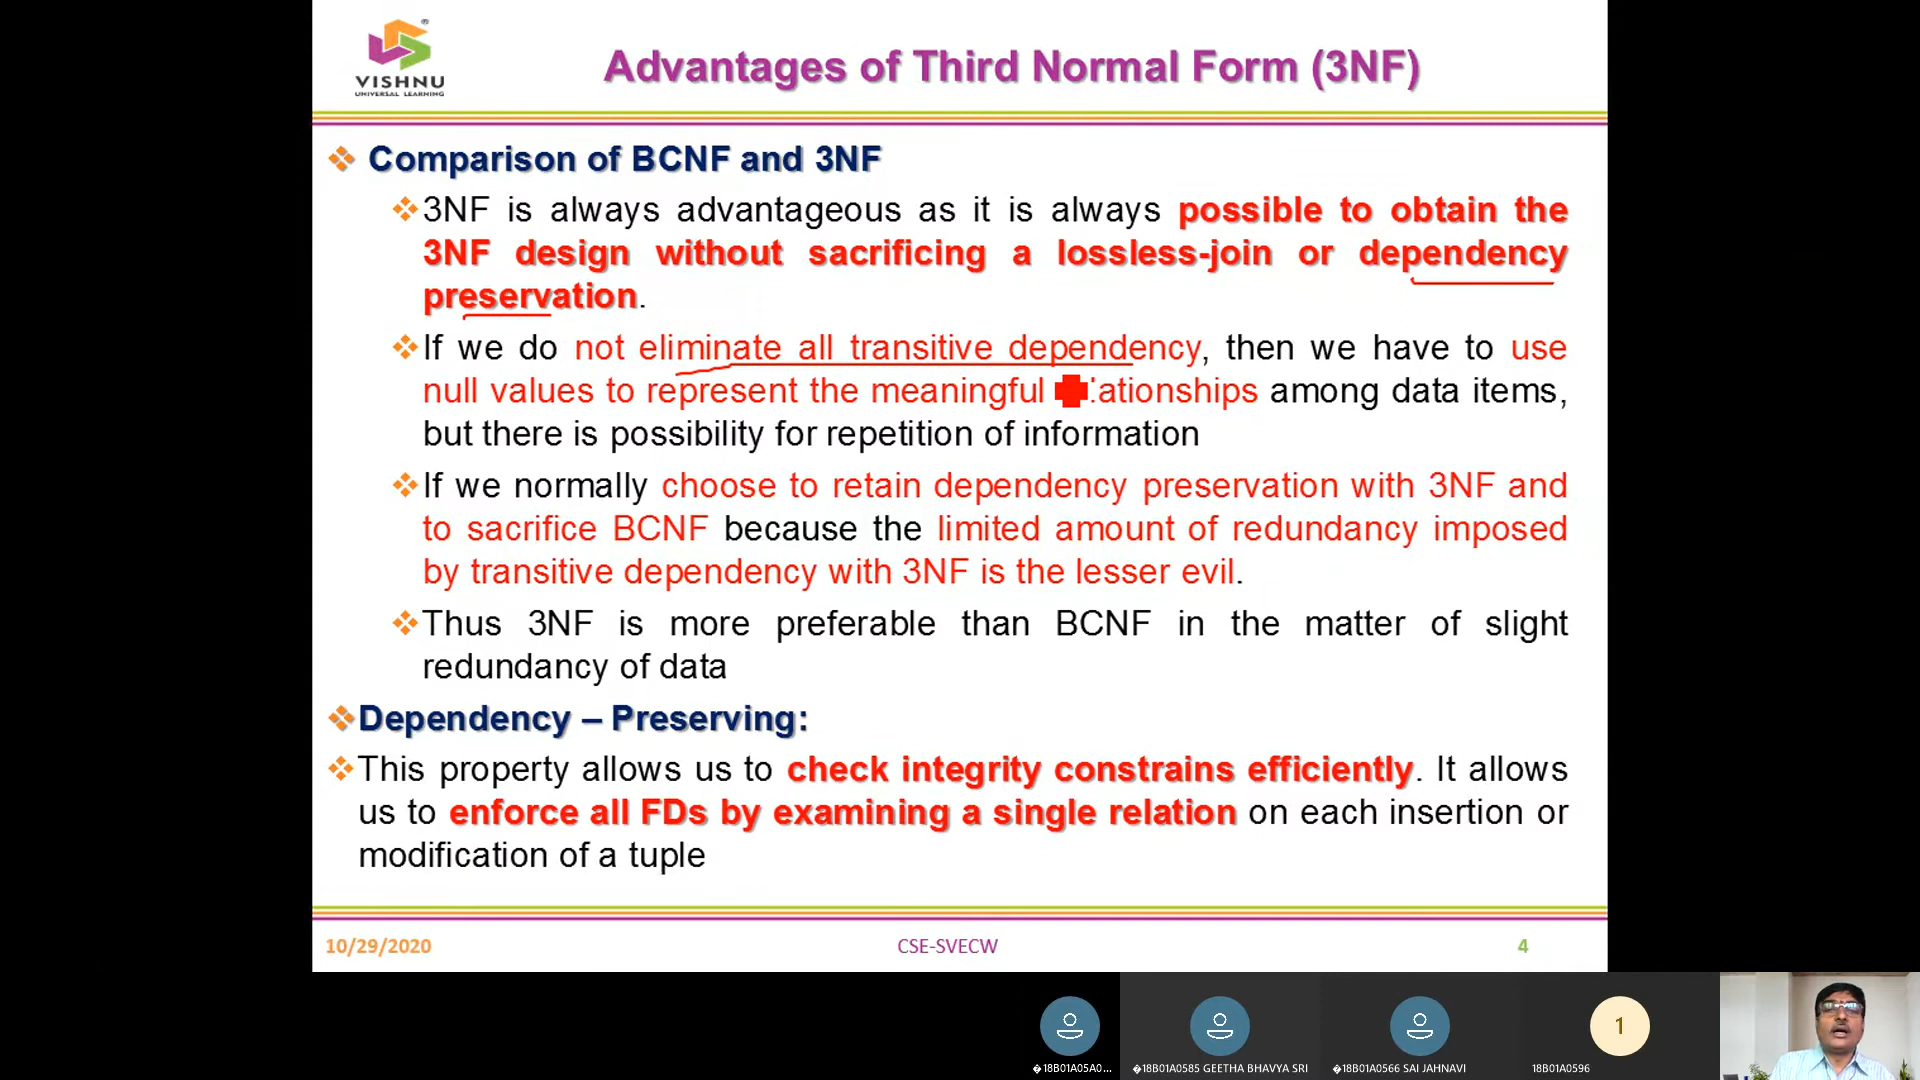 VISHNU
UNIVERSAL LEARNING
Advantages of Third Normal Form (3NF)
Comparison of BCNF and 3NF
3NF is always advantageous as it is always possible to obtain the
3NF design without sacrificing a lossless-join or dependency
preservation.
If we do not eliminate all transitive dependency, then we have to use
null values to represent the meaningful relationships among data items,
but there is possibility for repetition of information
If we normally choose to retain dependency preservation with 3NF and
to sacrifice BCNF because the limited amount of redundancy imposed
by transitive dependency with 3NF is the lesser evil.
Thus 3NF is more preferable than BCNF in the matter of slight
redundancy of data
Dependency – Preserving:
This property allows us to check integrity constrains efficiently. It allows
us to enforce all FDs by examining a single relation on each insertion or
modification of a tuple
10/29/2020
CSE-SVECW
4
1
�18B01A05A0...
�18B01A0585 GEETHA BHAVYA SRI
�18B01A0566 SAI JAHNAVI
18B01A0596